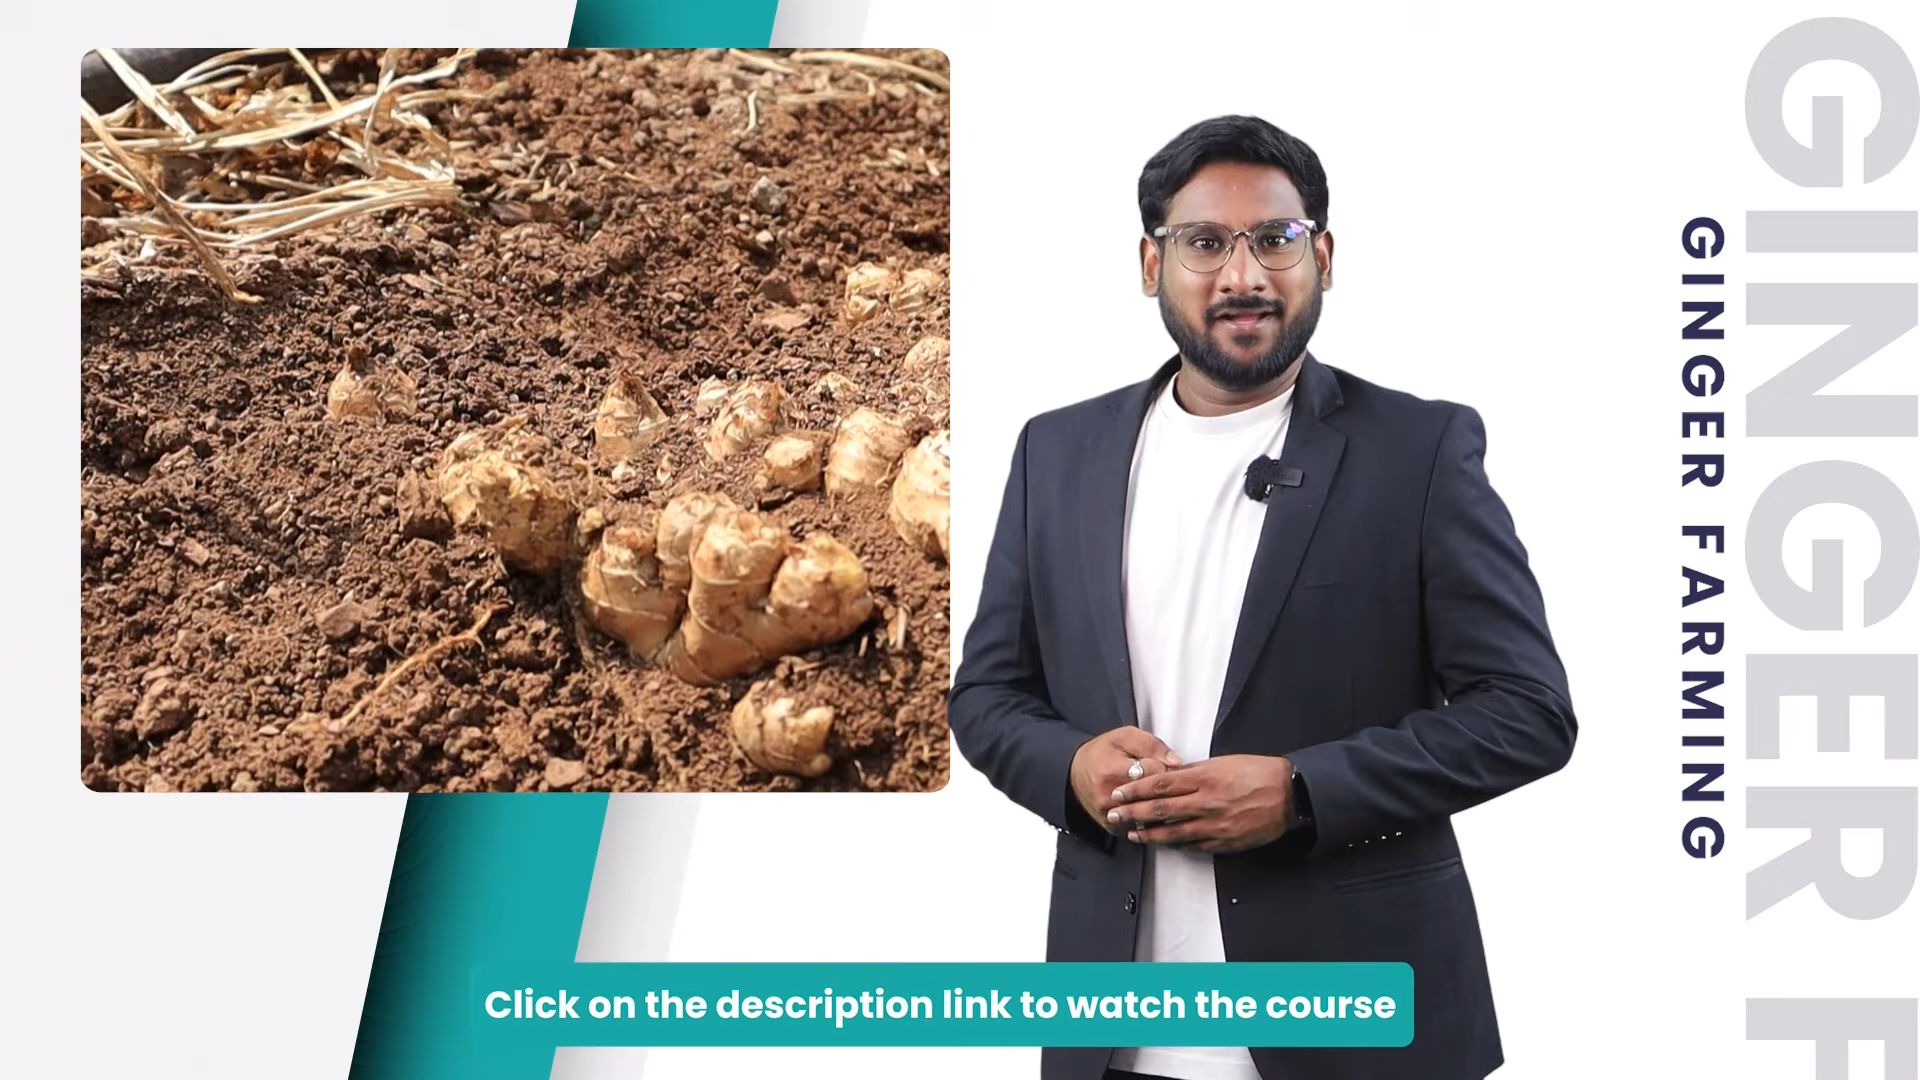 Click on the description link to watch the course
GINGER FARMING
GINGER F